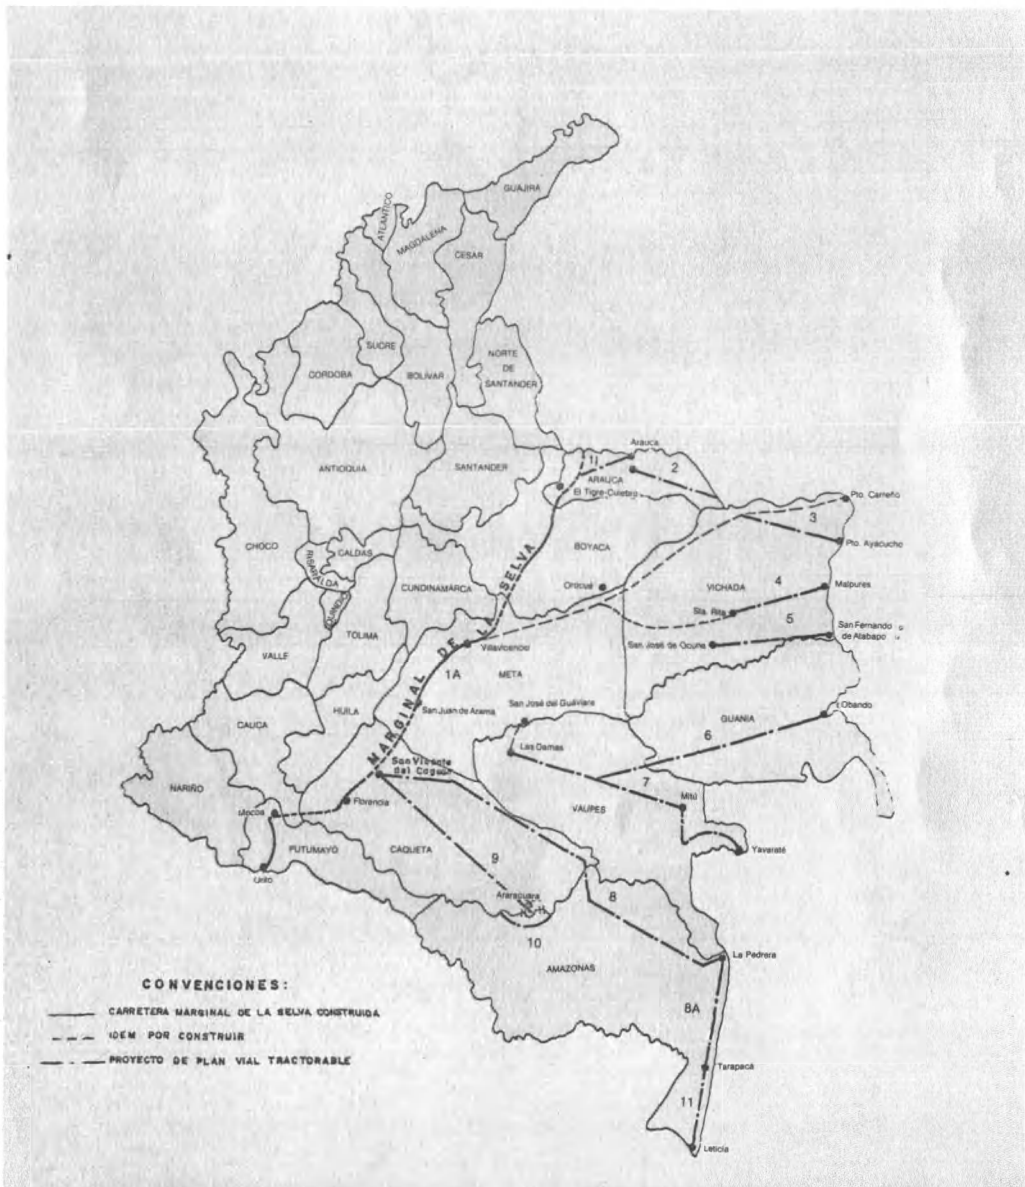 GUAJIRA
ATLANTICO
MAGDALENA
CESAR
SUCRE
CORDOBA
BOLIVAR
NORTE
DE
SANTANDER
ANTIOQUIA
SANTANDER
Arauca
11
2
ARAUCA
El Tigre-Culebro
Pto. Carreño
3
CHOCO
RISARALDA
CALDAS
BOYACA
Pto. Ayacucho
CUNDINAMARCA
Orocué
VICHADA
4
Maipures
QUINDIO
TOLIMA
Sta. Rita
5
San Fernando
de Atabapo
VALLE
Villavicencio
San José de Ocuné
MARGINAL DE LA SELVA
1A
META
CAUCA
HUILA
San Juan de Arama
San José del Guaviare
GUANIA
Obando
6
Las Damas
San Vicente
del Caguán
7
NARIÑO
Mocoa
Florencia
VAUPES
Mitú
PUTUMAYO
CAQUETA
Yavaraté
Orito
9
Araracuara
8
10
AMAZONAS
La Pedrera
8A
CONVENCIONES:
CARRETERA MARGINAL DE LA SELVA CONSTRUIDA
IDEM POR CONSTRUIR
PROYECTO DE PLAN VIAL TRACTORABLE
Tarapacá
11
Leticia